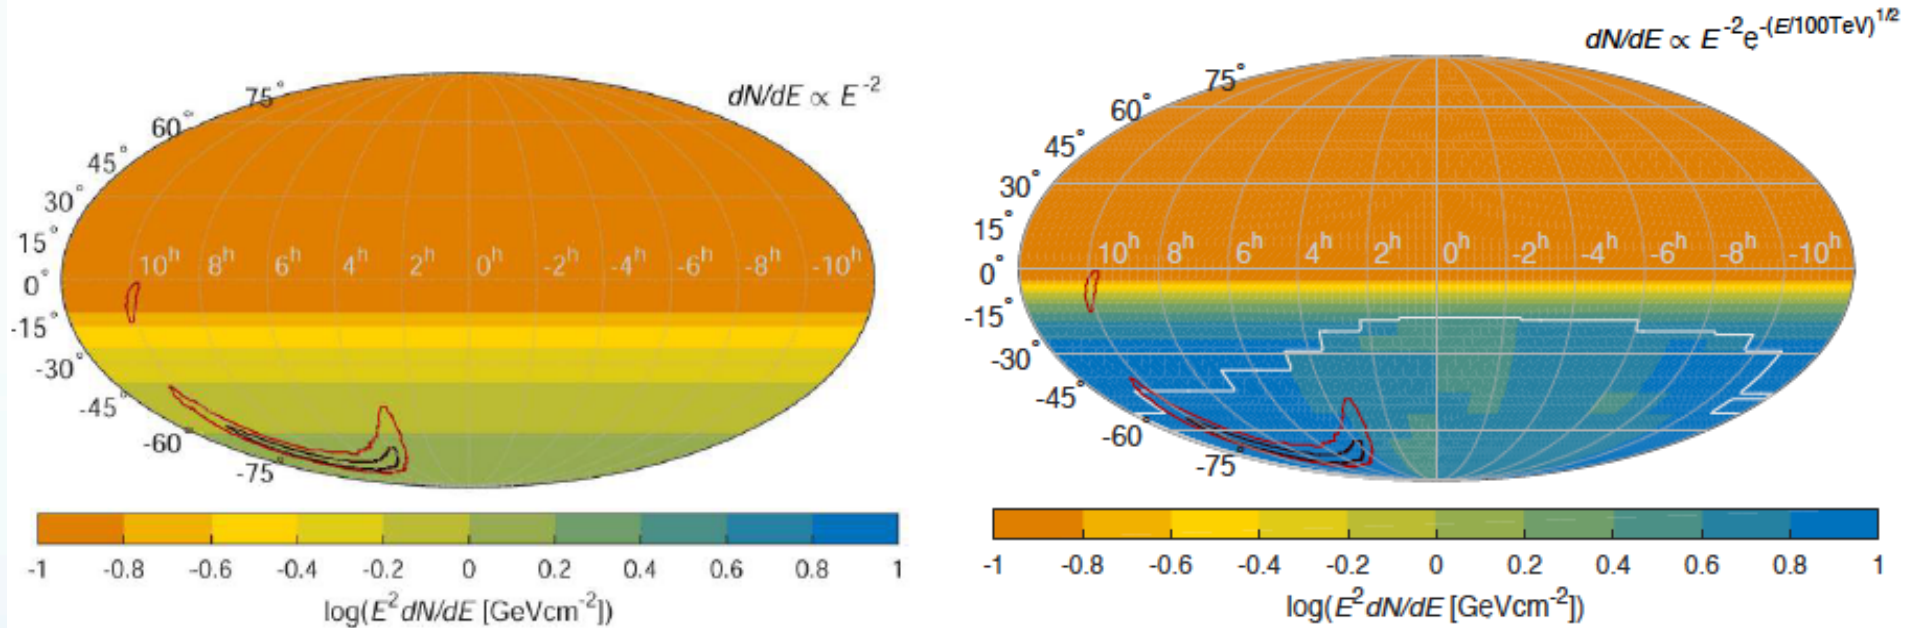 dN/dE ∝ E⁻²
75°
60°
45°
30°
15°
0°
-15°
-30°
-45°
-60°
-75°
10ʰ 8ʰ 6ʰ 4ʰ 2ʰ 0ʰ -2ʰ -4ʰ -6ʰ -8ʰ -10ʰ
-1 -0.8 -0.6 -0.4 -0.2 0 0.2 0.4 0.6 0.8 1
log(E² dN/dE [GeVcm⁻²])
dN/dE ∝ E⁻²e^-(E/100TeV)^1/2
75°
60°
45°
30°
15°
0°
-15°
-30°
-45°
-60°
-75°
10ʰ 8ʰ 6ʰ 4ʰ 2ʰ 0ʰ -2ʰ -4ʰ -6ʰ -8ʰ -10ʰ
-1 -0.8 -0.6 -0.4 -0.2 0 0.2 0.4 0.6 0.8 1
log(E² dN/dE [GeVcm⁻²])